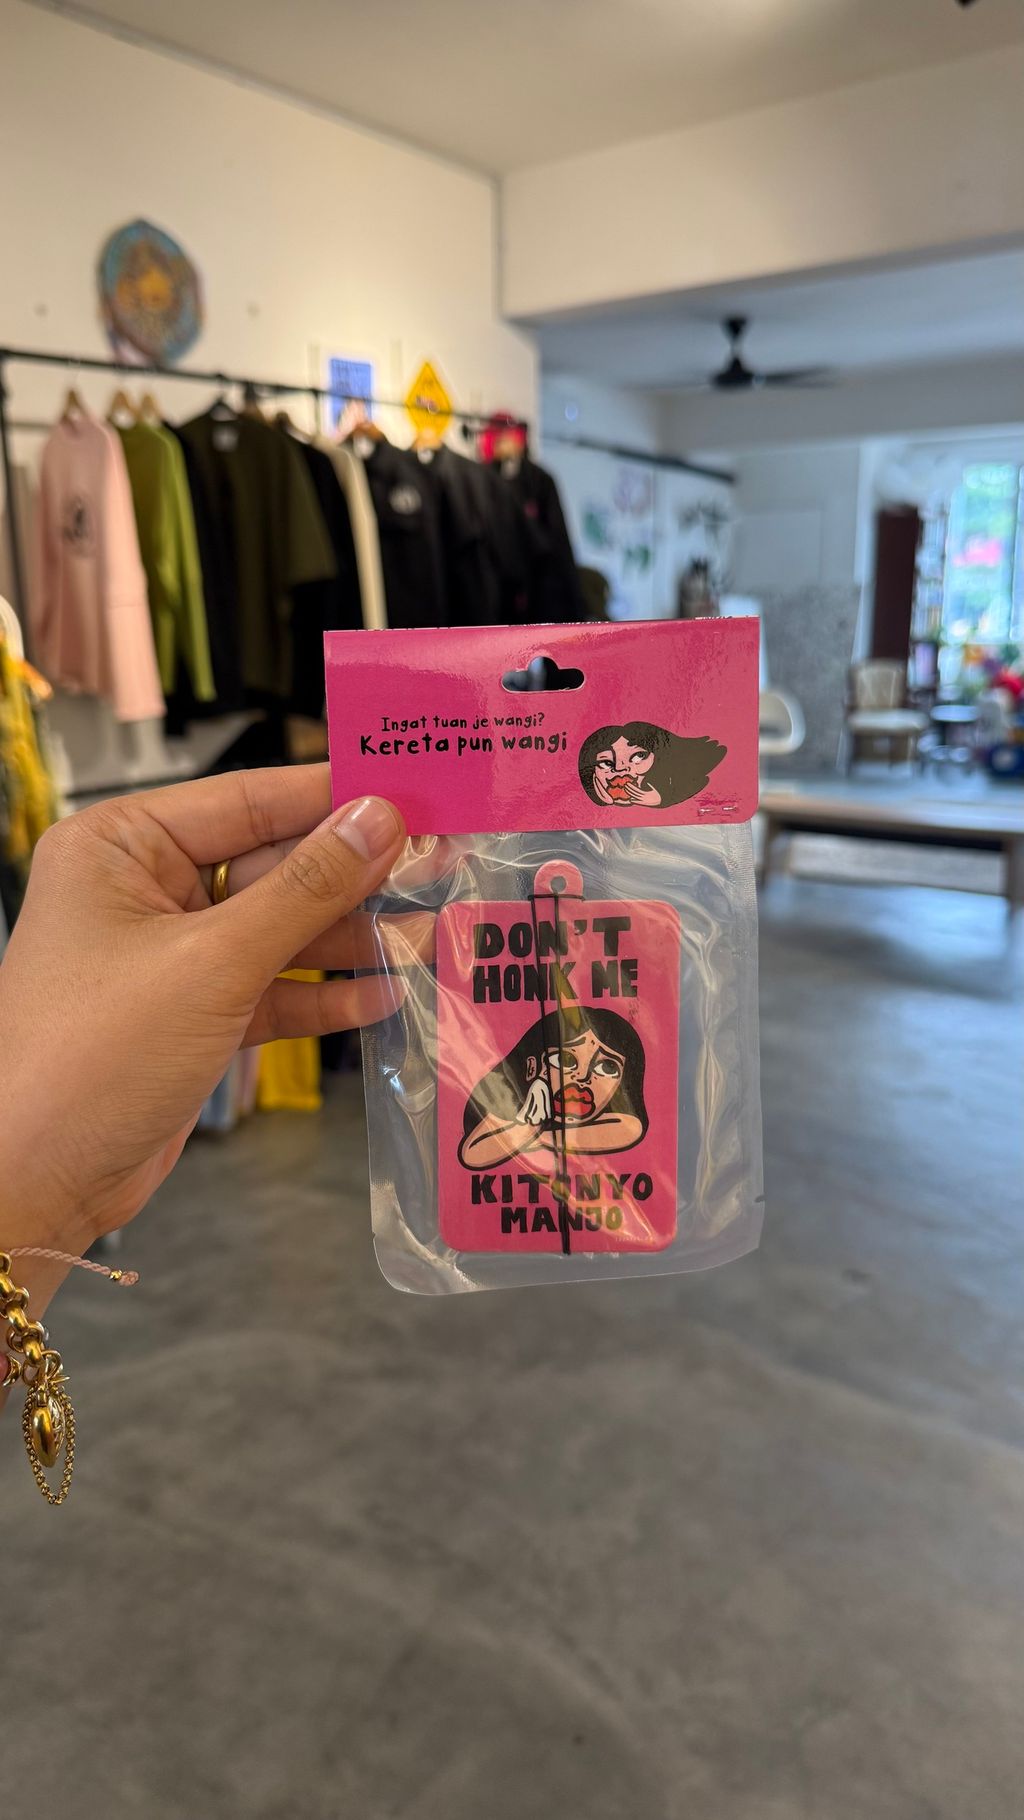 Ingat tuan je wangi?
Kereta pun wangi
DON'T
HONK ME
KITONYO
MANJO